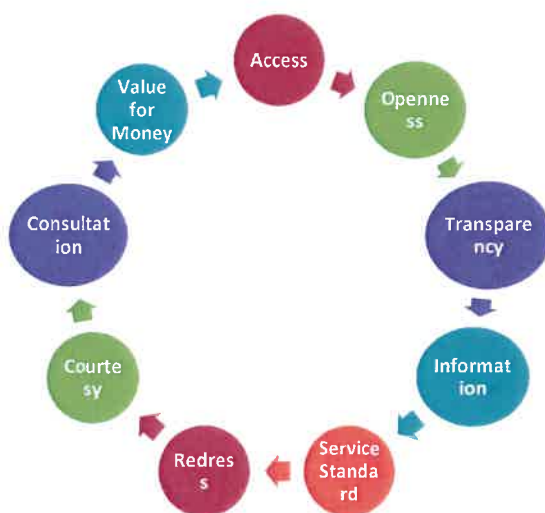 Access
Openne
ss
Transpare
ncy
Informat
ion
Service
Standa
rd
Redres
s
Courte
sy
Consultat
ion
Value
for
Money